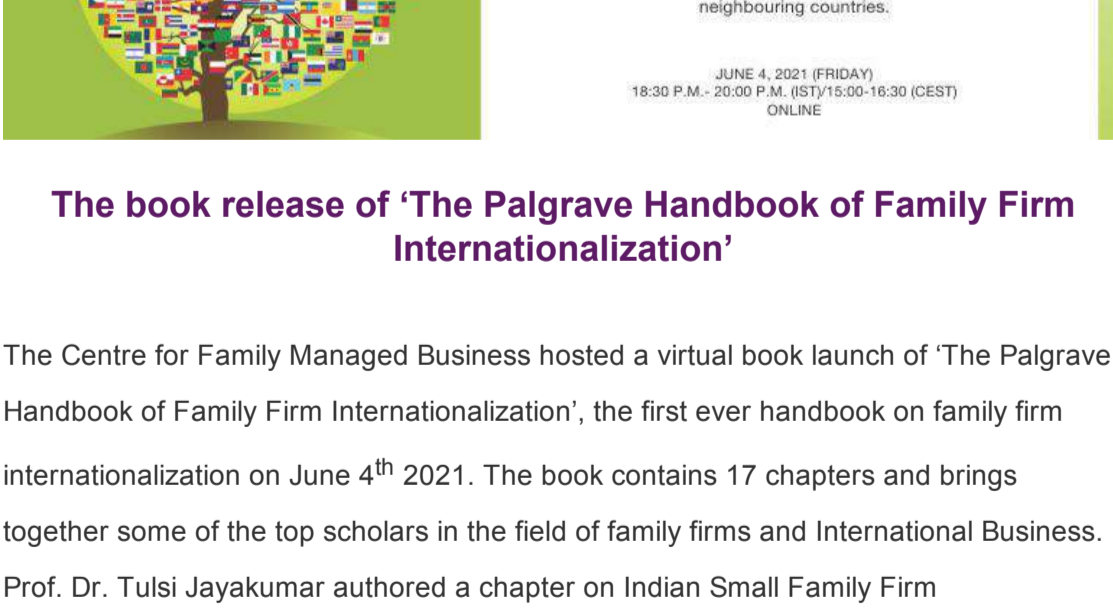 neighbouring countries.
JUNE 4, 2021 (FRIDAY)
18:30 P.M.- 20:00 P.M. (IST)/15:00-16:30 (CEST)
ONLINE
The book release of ‘The Palgrave Handbook of Family Firm
Internationalization’
The Centre for Family Managed Business hosted a virtual book launch of ‘The Palgrave
Handbook of Family Firm Internationalization’, the first ever handbook on family firm
internationalization on June 4th 2021. The book contains 17 chapters and brings
together some of the top scholars in the field of family firms and International Business.
Prof. Dr. Tulsi Jayakumar authored a chapter on Indian Small Family Firm